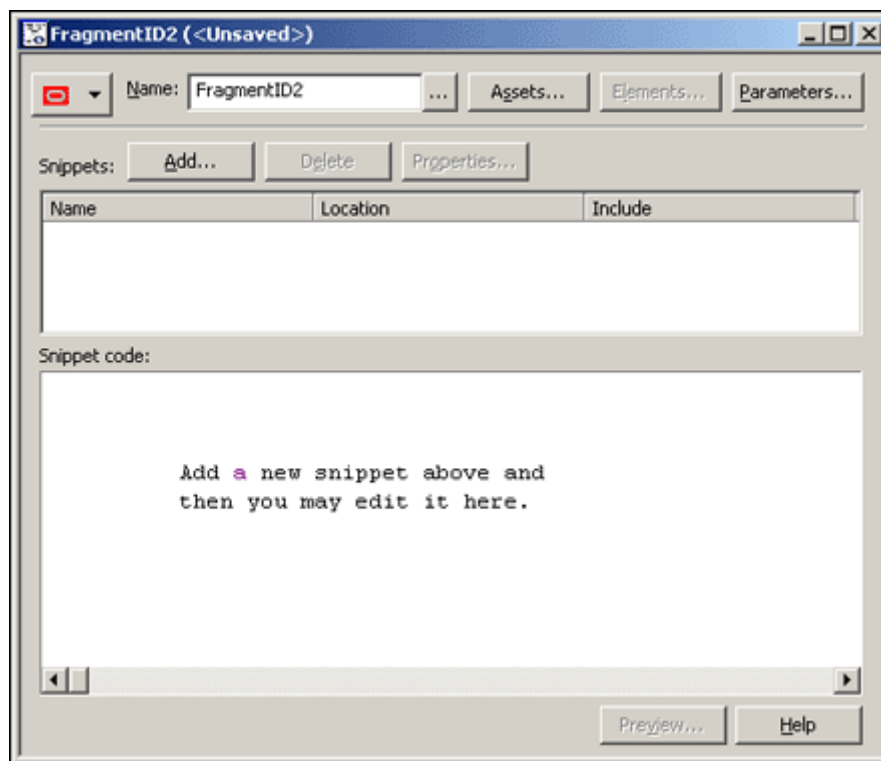 FragmentID2 (<Unsaved>)
Name: FragmentID2 ... Assets... Elements... Parameters...
Snippets: Add... Delete Properties...
Name Location Include
Snippet code:
Add a new snippet above and
then you may edit it here.
Preview... Help